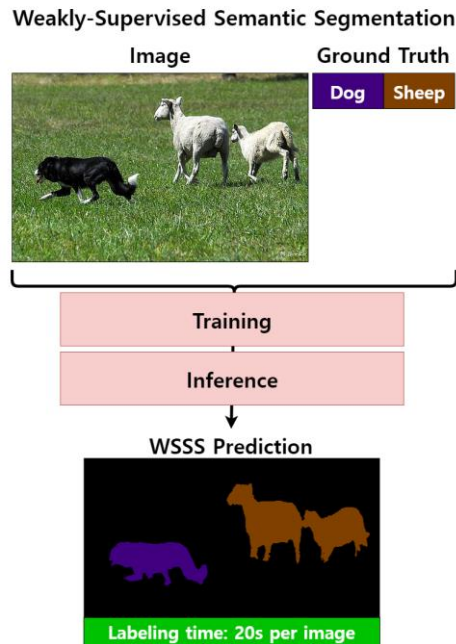 Weakly-Supervised Semantic Segmentation
Image
Ground Truth
Dog
Sheep
Training
Inference
WSSS Prediction
Labeling time: 20s per image